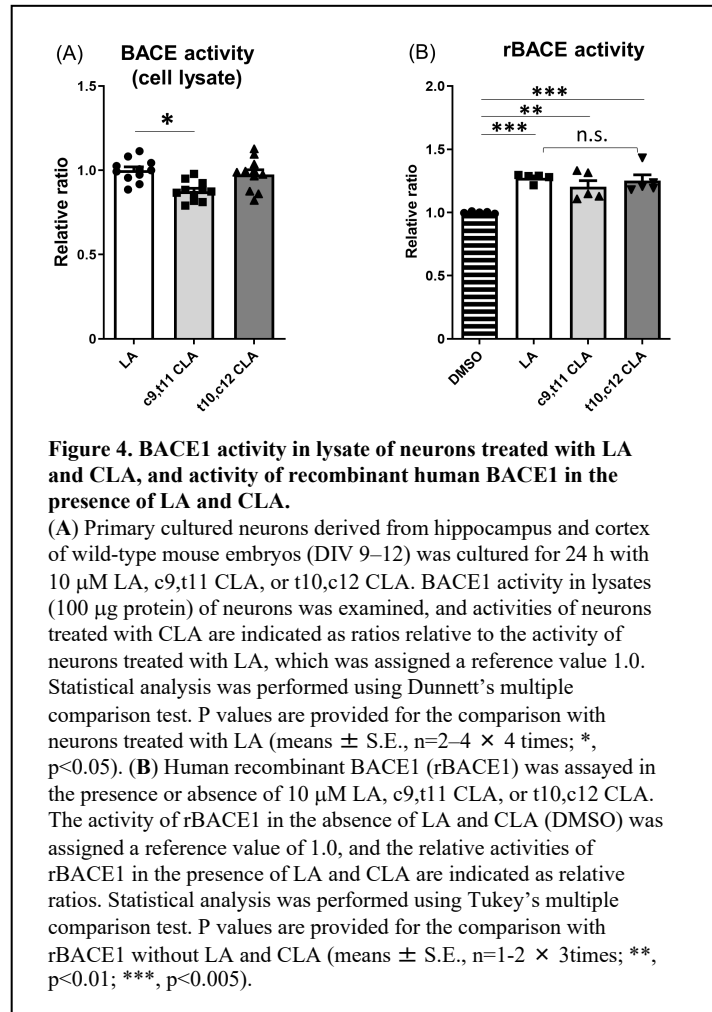 (A) BACE activity
(cell lysate)
1.5
1.0
0.5
0
Relative ratio
*
LA
c9,t11 CLA
t10,c12 CLA
(B) rBACE activity
2.0
1.5
1.0
0.5
0
Relative ratio
***
**
***
n.s.
DMSO
LA
c9,t11 CLA
t10,c12 CLA
Figure 4. BACE1 activity in lysate of neurons treated with LA
and CLA, and activity of recombinant human BACE1 in the
presence of LA and CLA.
(A) Primary cultured neurons derived from hippocampus and cortex
of wild-type mouse embryos (DIV 9–12) was cultured for 24 h with
10 μM LA, c9,t11 CLA, or t10,c12 CLA. BACE1 activity in lysates
(100 μg protein) of neurons was examined, and activities of neurons
treated with CLA are indicated as ratios relative to the activity of
neurons treated with LA, which was assigned a reference value 1.0.
Statistical analysis was performed using Dunnett’s multiple
comparison test. P values are provided for the comparison with
neurons treated with LA (means ± S.E., n=2–4 × 4 times; *,
p<0.05). (B) Human recombinant BACE1 (rBACE1) was assayed in
the presence or absence of 10 μM LA, c9,t11 CLA, or t10,c12 CLA.
The activity of rBACE1 in the absence of LA and CLA (DMSO) was
assigned a reference value of 1.0, and the relative activities of
rBACE1 in the presence of LA and CLA are indicated as relative
ratios. Statistical analysis was performed using Tukey’s multiple
comparison test. P values are provided for the comparison with
rBACE1 without LA and CLA (means ± S.E., n=1-2 × 3times; **,
p<0.01; ***, p<0.005).